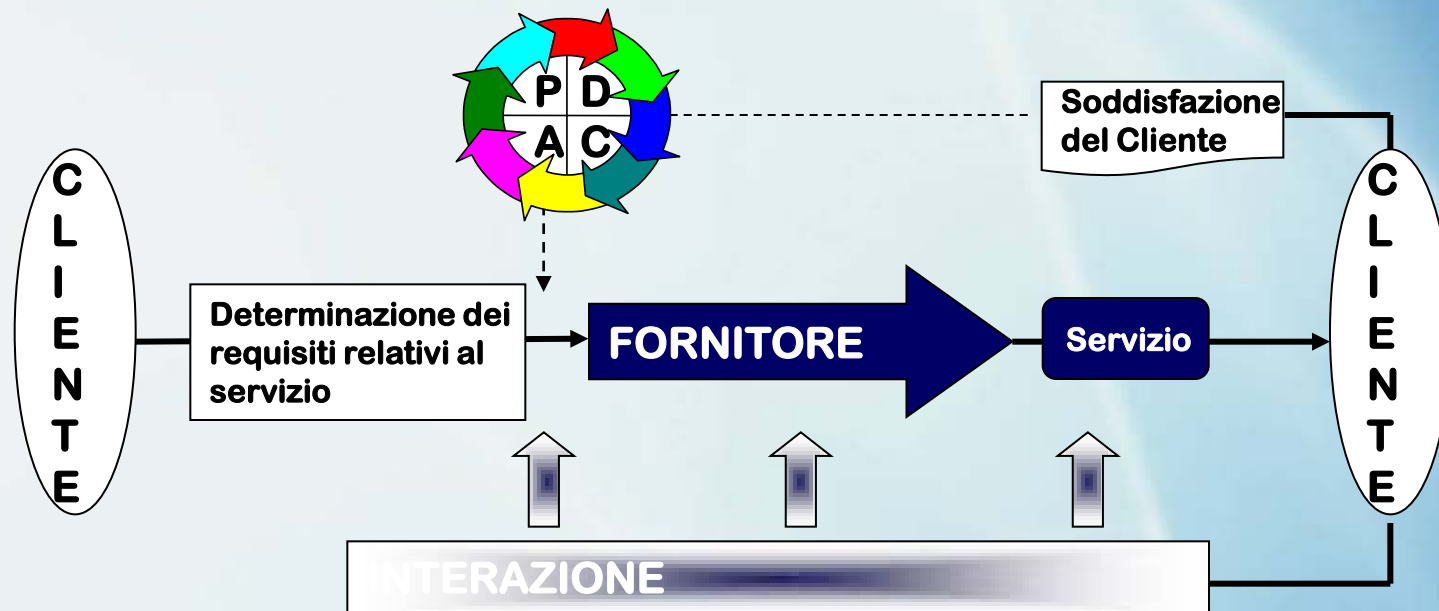 P D
A C
Soddisfazione
del Cliente
C
L
I
E
N
T
E
Determinazione dei
requisiti relativi al
servizio
FORNITORE
Servizio
C
L
I
E
N
T
E
INTERAZIONE